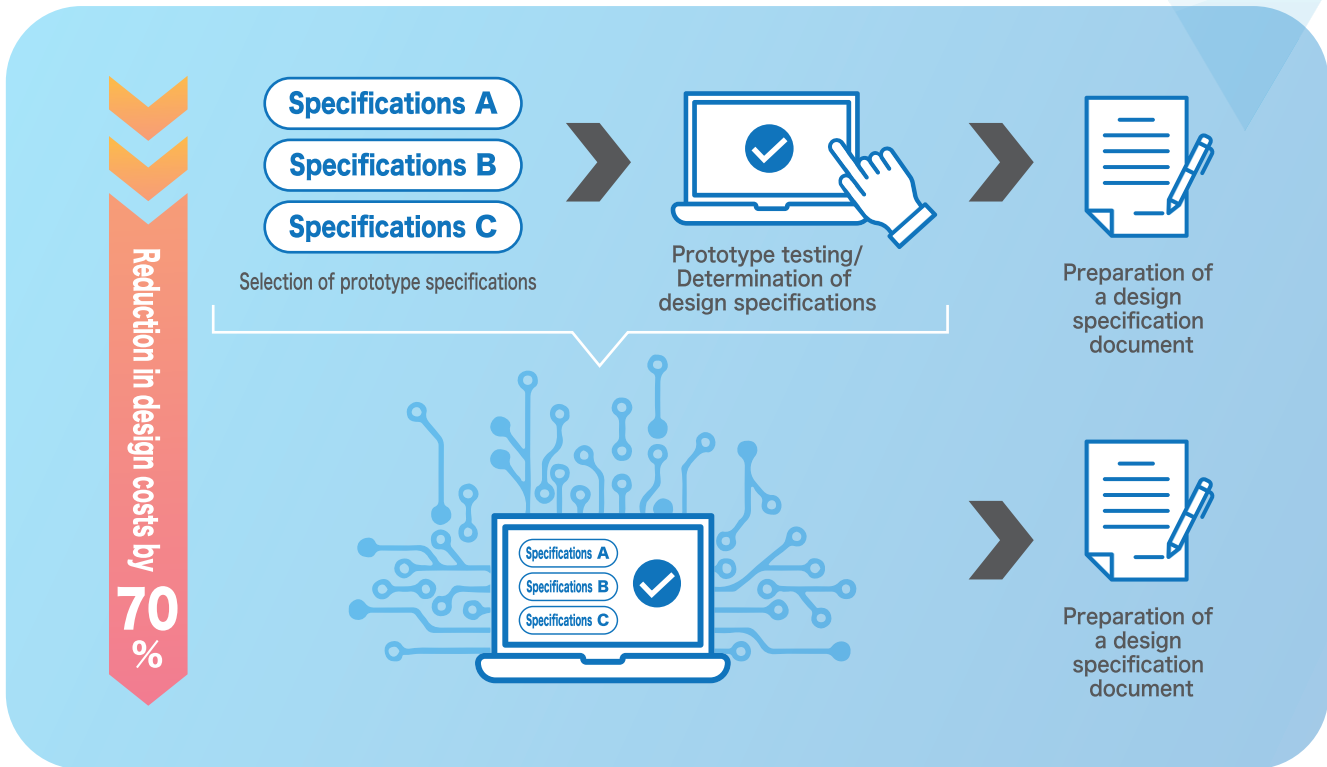 Specifications A
Specifications B
Specifications C
Selection of prototype specifications
Prototype testing/
Determination of
design specifications
Preparation of
a design
specification
document
Reduction in design costs by
70
%
Specifications A
Specifications B
Specifications C
Preparation of
a design
specification
document